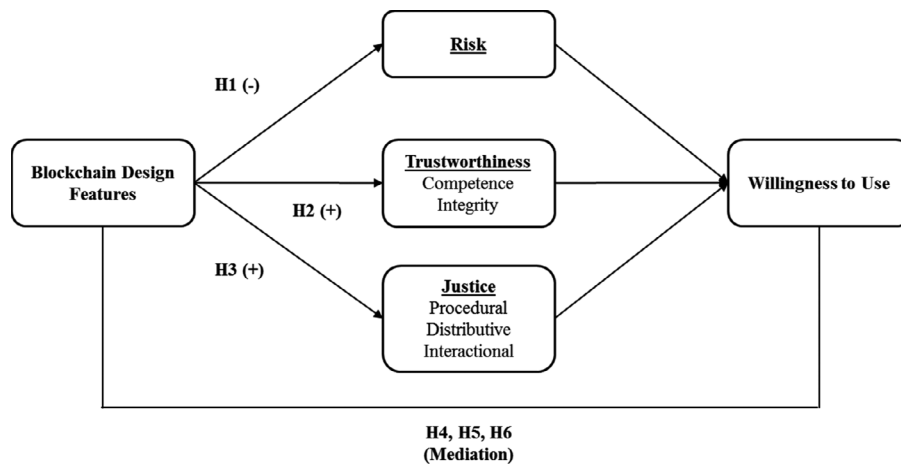 Risk
H1 (-)
Blockchain Design
Features
Trustworthiness
Competence
Integrity
Willingness to Use
H2 (+)
H3 (+)
Justice
Procedural
Distributive
Interactional
H4, H5, H6
(Mediation)